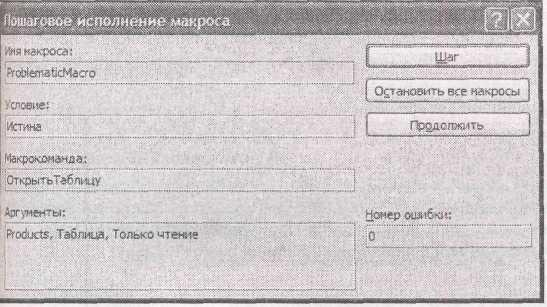 Пошаговое исполнение макроса
Имя макроса:
ProblematicMacro
Условие:
Истина
Макрокоманда:
ОткрытьТаблицу
Аргументы:
Products, Таблица, Только чтение
Шаг
Остановить все макросы
Продолжить
Номер ошибки:
0